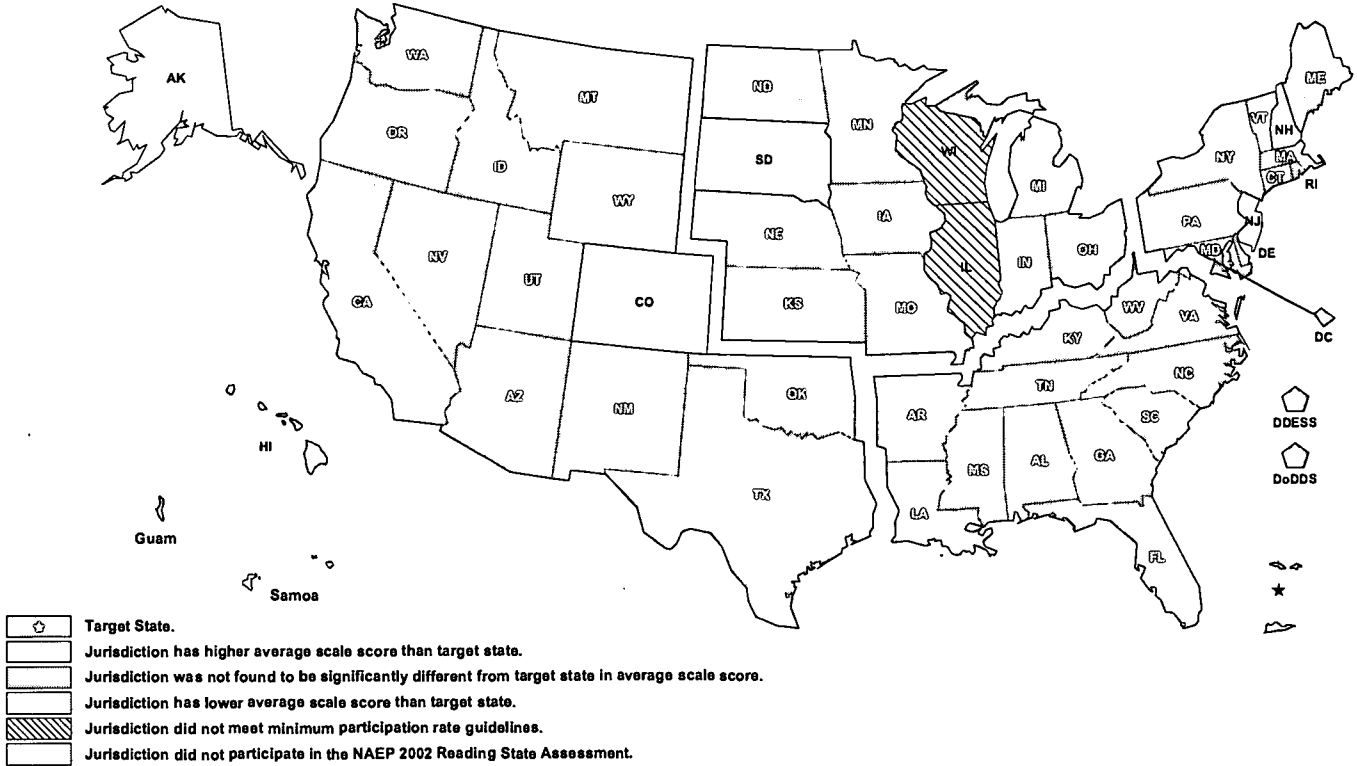 AK
WA
OR
ID
MT
WY
CA
NV
UT
CO
AZ
NM
ND
SD
NE
KS
OK
TX
MN
IA
MO
AR
LA
WI
IL
MI
IN
OH
KY
TN
MS
AL
GA
FL
SC
NC
VA
WV
PA
NY
VT
NH
ME
MA
CT
RI
NJ
DE
MD
DC
HI
Guam
Samoa
DDESS
DoDDS
Target State.
Jurisdiction has higher average scale score than target state.
Jurisdiction was not found to be significantly different from target state in average scale score.
Jurisdiction has lower average scale score than target state.
Jurisdiction did not meet minimum participation rate guidelines.
Jurisdiction did not participate in the NAEP 2002 Reading State Assessment.